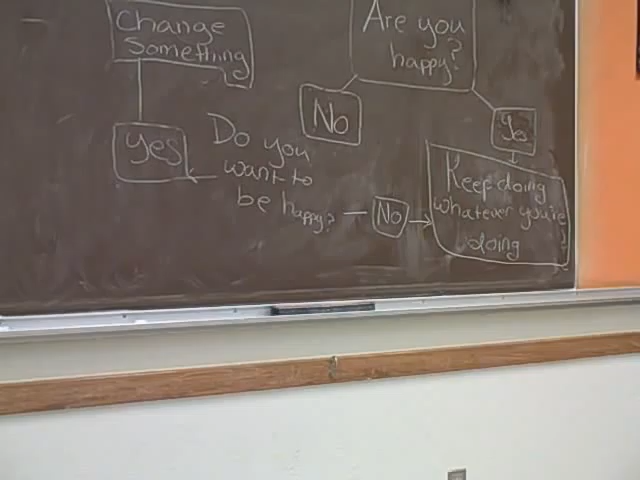 Change
Something
Are you
happy?
No
Yes
Yes
Do you
want to
be happy?
No
Keep doing
whatever you're
doing